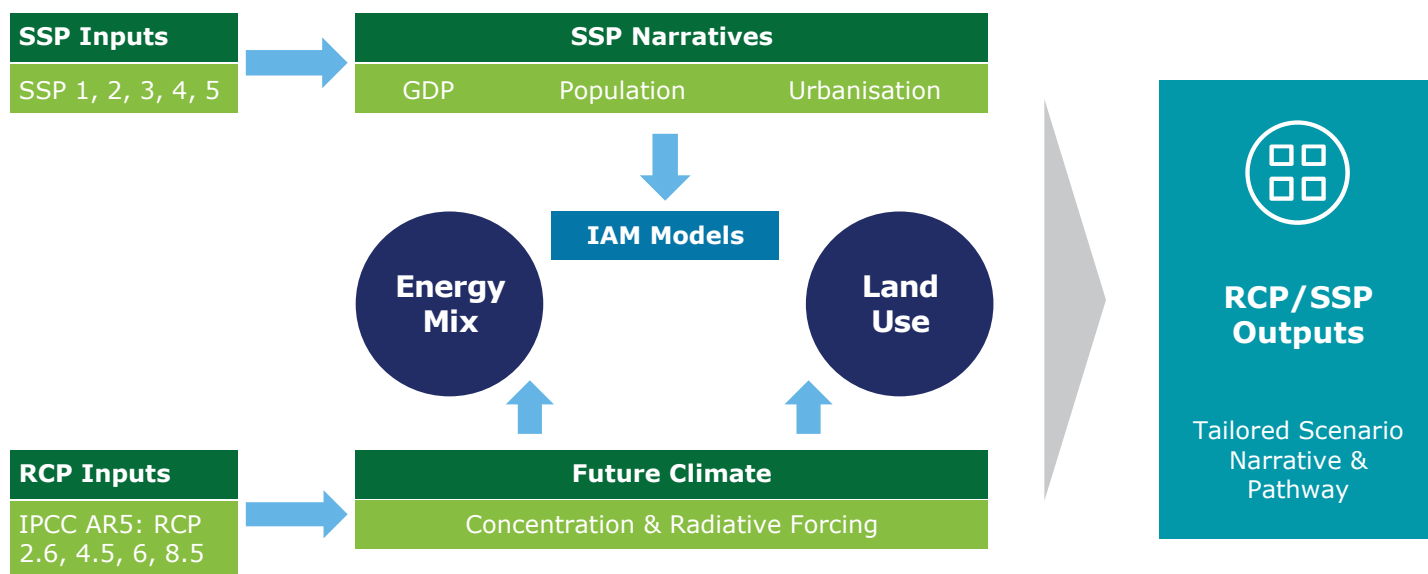 SSP Inputs
SSP 1, 2, 3, 4, 5
SSP Narratives
GDP Population Urbanisation
IAM Models
Energy
Mix
Land
Use
RCP Inputs
IPCC AR5: RCP
2.6, 4.5, 6, 8.5
Future Climate
Concentration & Radiative Forcing
RCP/SSP
Outputs
Tailored Scenario
Narrative &
Pathway